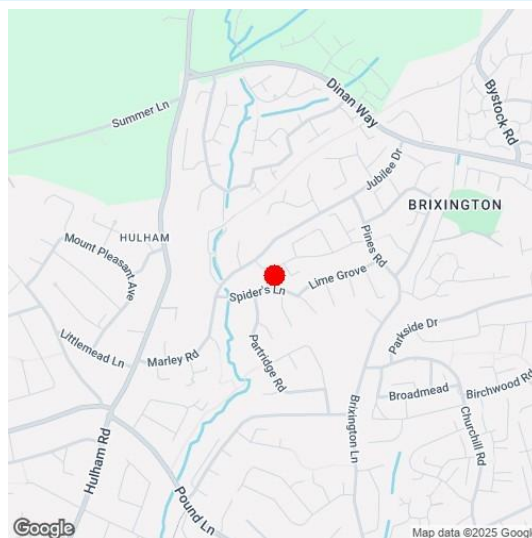 Dinan Way
Bystock Rd
Summer Ln
Jubilee Dr
BRIXINGTON
Pines Rd
HULHAM
Mount Pleasant Ave
Lime Grove
Spider's Ln
Parkside Dr
Littlemead Ln
Marley Rd
Partridge Rd
Birchwood Rd
Broadmead
Brixington Ln
Churchill Rd
Hulham Rd
Pound Ln
Google
Map data ©2025 Google